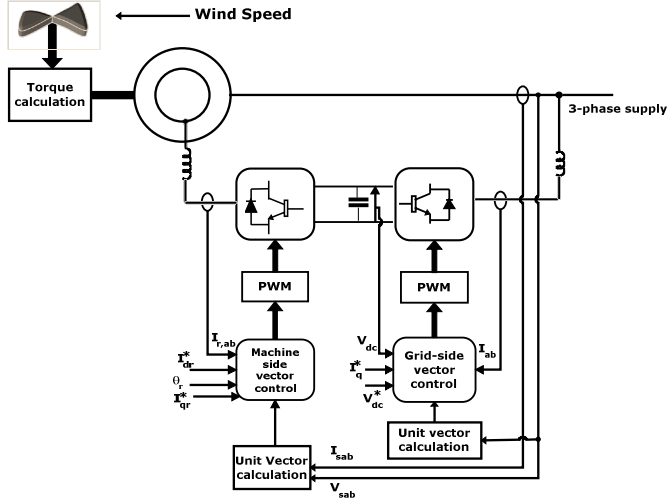 Wind Speed
Torque
calculation
3-phase supply
PWM
PWM
I r,ab
I*dr
θr
I*qr
Machine
side
vector
control
Vdc
I*q
V*dc
Grid-side
vector
control
Iab
Unit Vector
calculation
Unit vector
calculation
Isab
Vsab